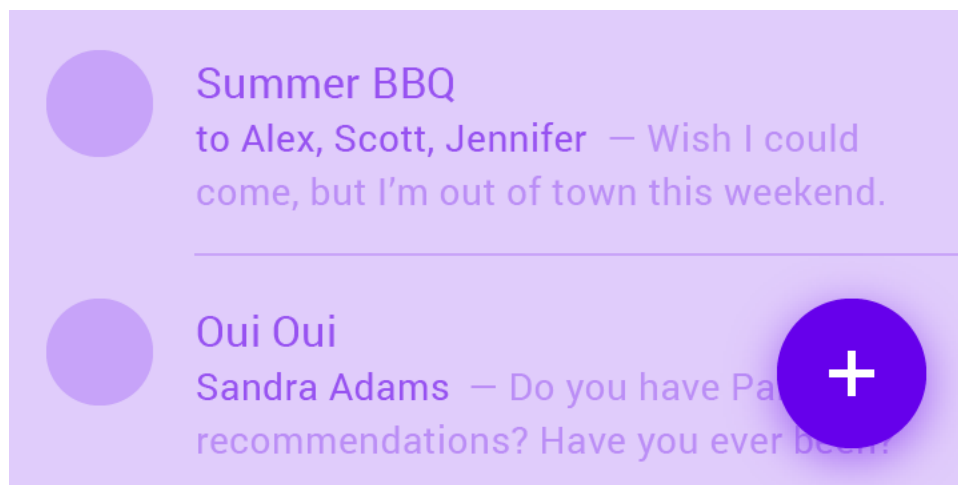 Summer BBQ
to Alex, Scott, Jennifer — Wish I could
come, but I’m out of town this weekend.
Oui Oui
Sandra Adams — Do you have
recommendations? Have you ever